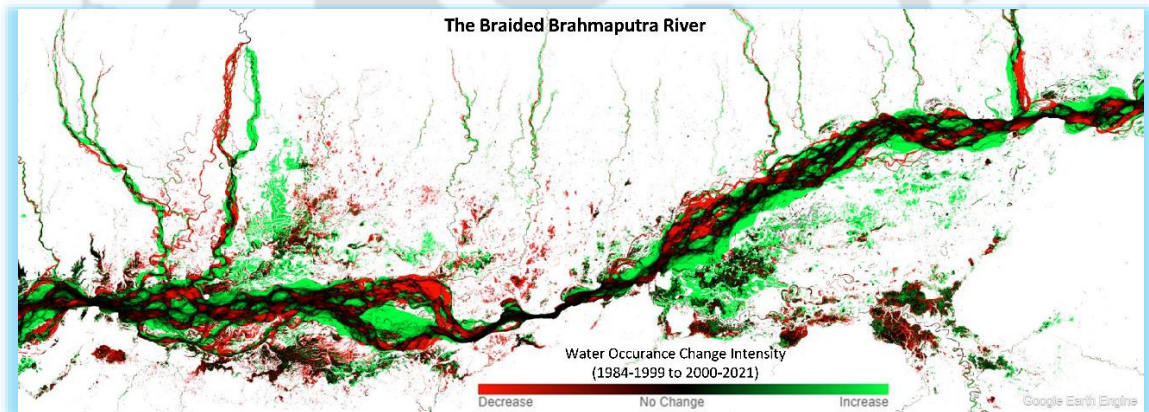 The Braided Brahmaputra River
Water Occurance Change Intensity
(1984-1999 to 2000-2021)
Decrease No Change Increase
Google Earth Engine